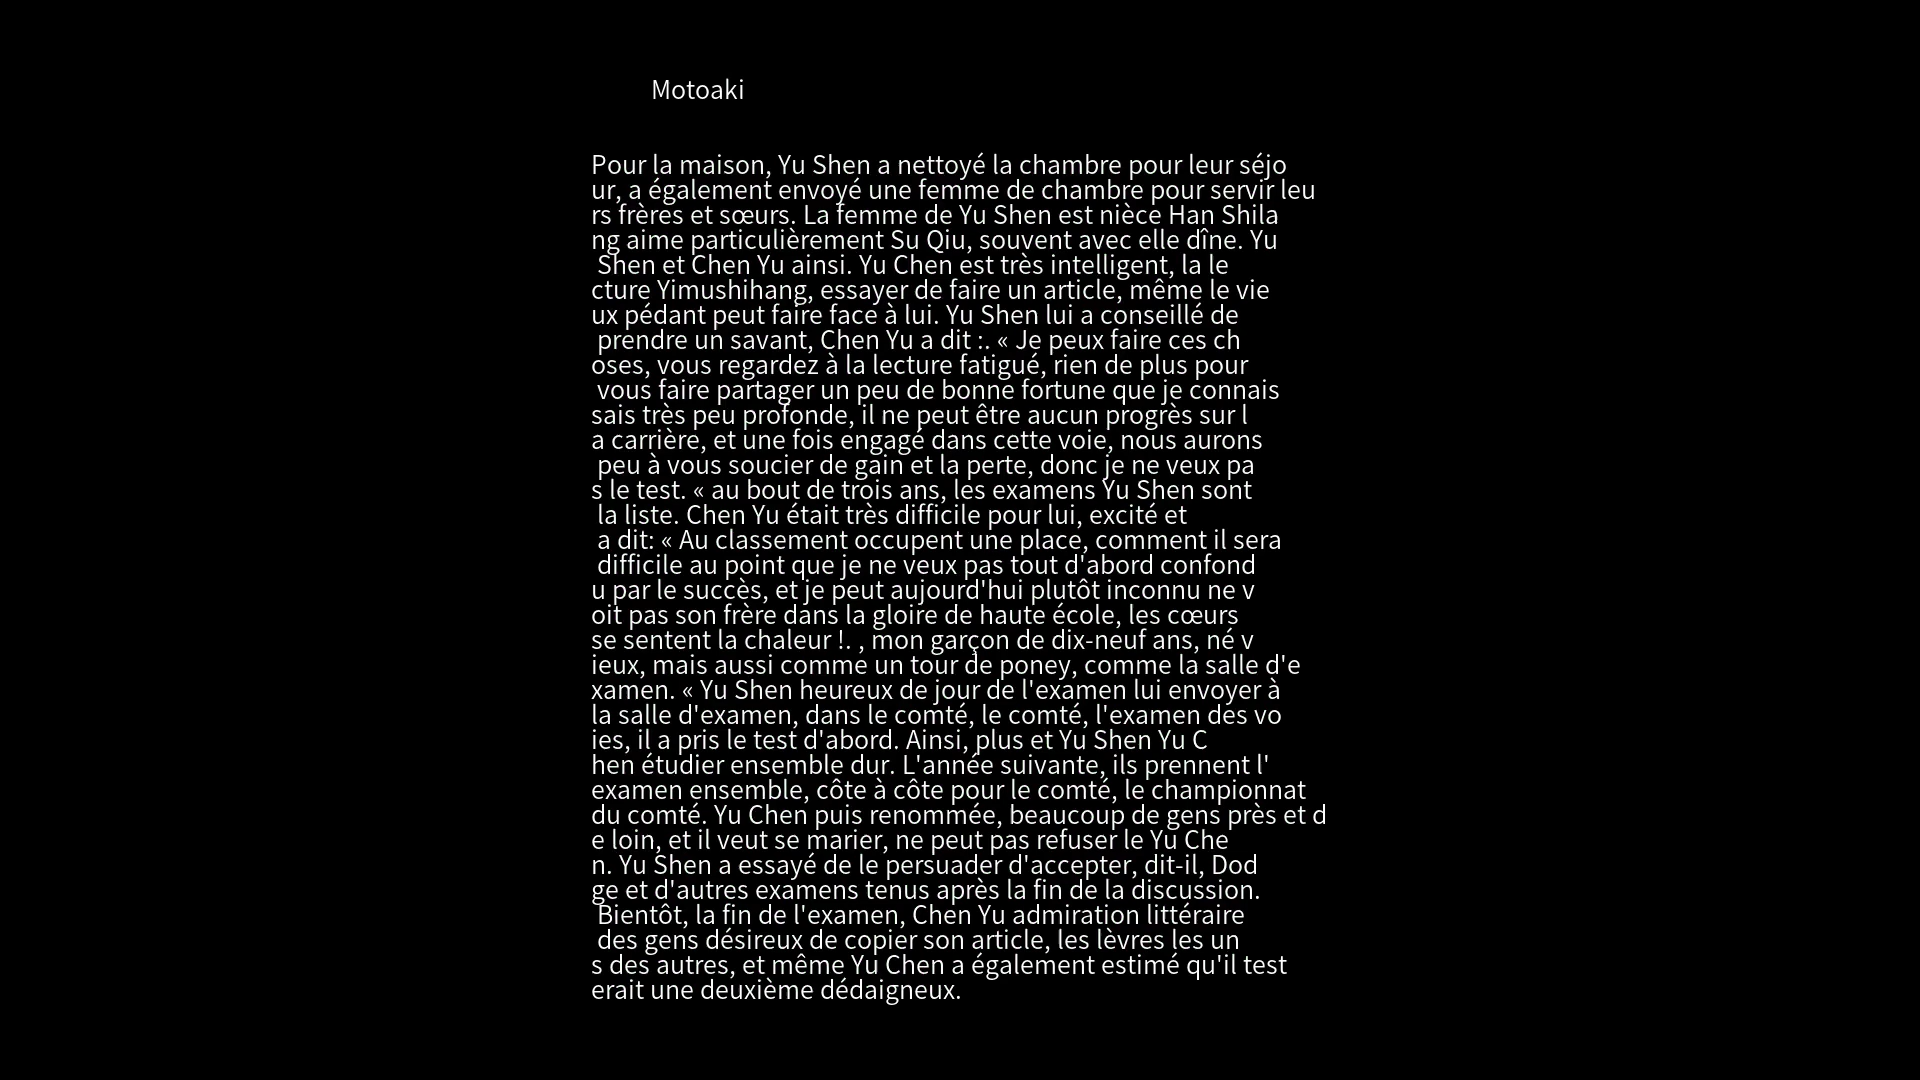 Motoaki
Pour la maison, Yu Shen a nettoyé la chambre pour leur séjo
ur, a également envoyé une femme de chambre pour servir leu
rs frères et sœurs. La femme de Yu Shen est nièce Han Shila
ng aime particulièrement Su Qiu, souvent avec elle dîne. Yu
Shen et Chen Yu ainsi. Yu Chen est très intelligent, la le
cture Yimushihang, essayer de faire un article, même le vie
ux pédant peut faire face à lui. Yu Shen lui a conseillé de
prendre un savant, Chen Yu a dit :. « Je peux faire ces ch
oses, vous regardez à la lecture fatigué, rien de plus pour
vous faire partager un peu de bonne fortune que je connais
sais très peu profonde, il ne peut être aucun progrès sur l
a carrière, et une fois engagé dans cette voie, nous aurons
peu à vous soucier de gain et la perte, donc je ne veux pa
s le test. « au bout de trois ans, les examens Yu Shen sont
la liste. Chen Yu était très difficile pour lui, excité et
a dit: « Au classement occupent une place, comment il sera
difficile au point que je ne veux pas tout d'abord confond
u par le succès, et je peut aujourd'hui plutôt inconnu ne v
oit pas son frère dans la gloire de haute école, les cœurs
se sentent la chaleur !. , mon garçon de dix-neuf ans, né v
ieux, mais aussi comme un tour de poney, comme la salle d'e
xamen. « Yu Shen heureux de jour de l'examen lui envoyer à
la salle d'examen, dans le comté, le comté, l'examen des vo
ies, il a pris le test d'abord. Ainsi, plus et Yu Shen Yu C
hen étudier ensemble dur. L'année suivante, ils prennent l'
examen ensemble, côte à côte pour le comté, le championnat
du comté. Yu Chen puis renommée, beaucoup de gens près et d
e loin, et il veut se marier, ne peut pas refuser le Yu Che
n. Yu Shen a essayé de le persuader d'accepter, dit-il, Dod
ge et d'autres examens tenus après la fin de la discussion.
Bientôt, la fin de l'examen, Chen Yu admiration littéraire
des gens désireux de copier son article, les lèvres les un
s des autres, et même Yu Chen a également estimé qu'il test
erait une deuxième dédaigneux.